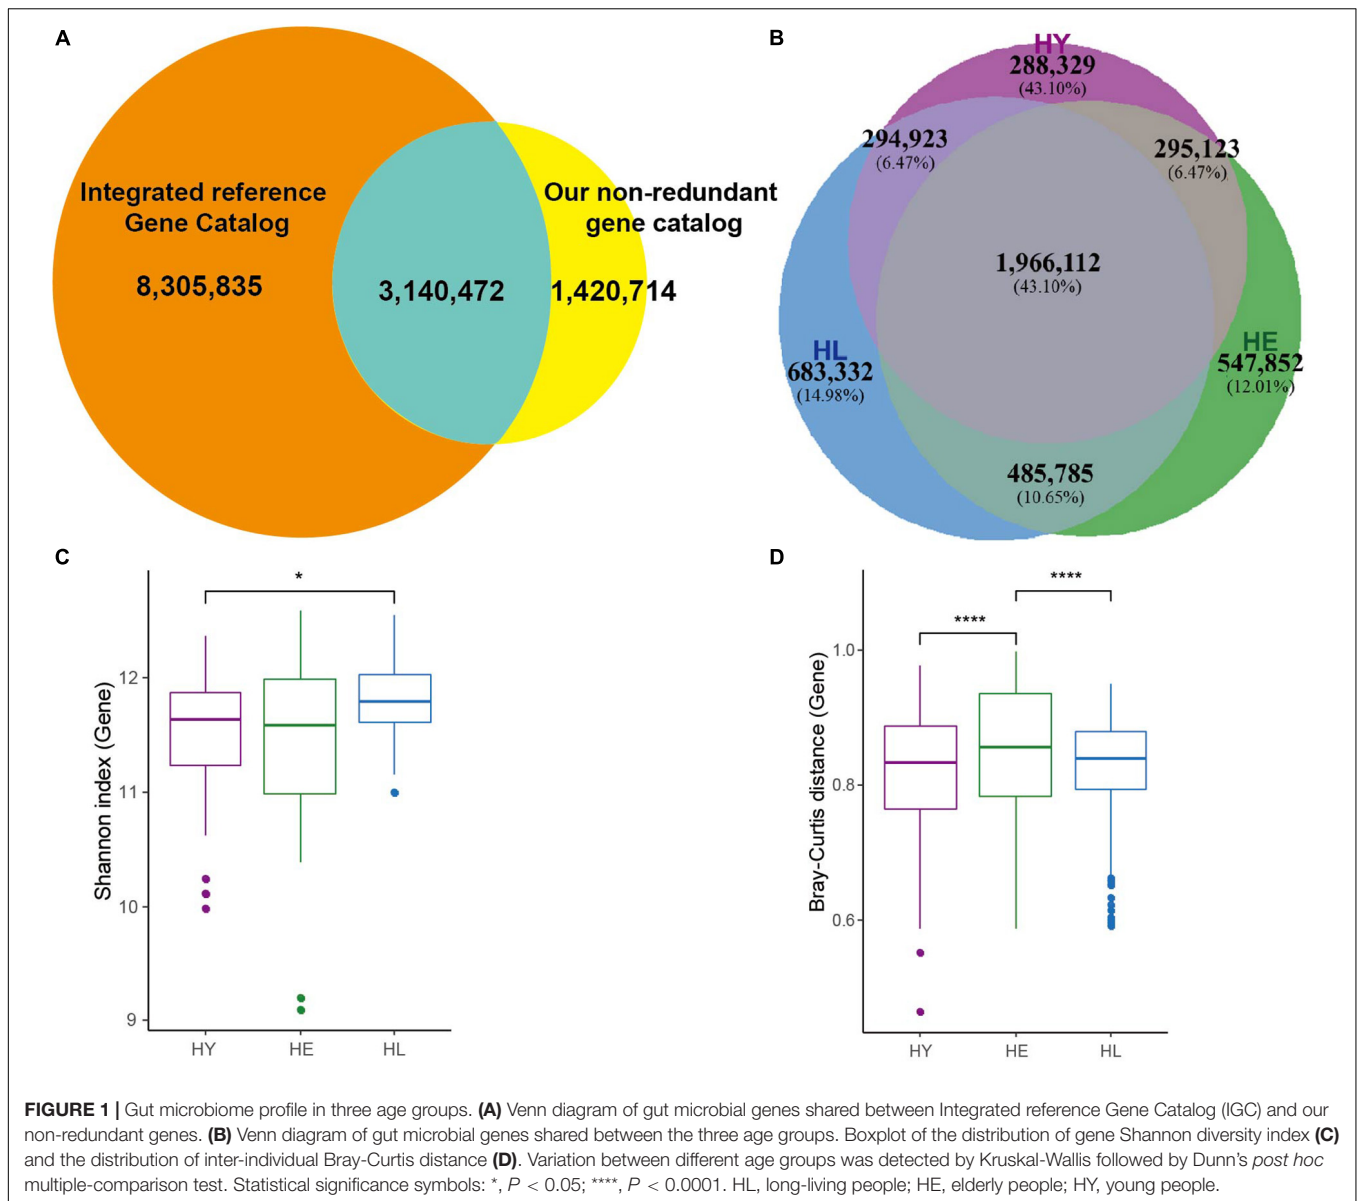 A
Integrated reference
Gene Catalog
8,305,835
3,140,472
Our non-redundant
gene catalog
1,420,714
B
HY
288,329
(43.10%)
294,923
(6.47%)
295,123
(6.47%)
1,966,112
(43.10%)
HL
683,332
(14.98%)
HE
547,852
(12.01%)
485,785
(10.65%)
C
*
Shannon index (Gene)
12
11
10
9
HY HE HL
D
****
****
Bray-Curtis distance (Gene)
1.0
0.8
0.6
HY HE HL
FIGURE 1 | Gut microbiome profile in three age groups. (A) Venn diagram of gut microbial genes shared between Integrated reference Gene Catalog (IGC) and our
non-redundant genes. (B) Venn diagram of gut microbial genes shared between the three age groups. Boxplot of the distribution of gene Shannon diversity index (C)
and the distribution of inter-individual Bray-Curtis distance (D). Variation between different age groups was detected by Kruskal-Wallis followed by Dunn's post hoc
multiple-comparison test. Statistical significance symbols: *, P < 0.05; ****, P < 0.0001. HL, long-living people; HE, elderly people; HY, young people.